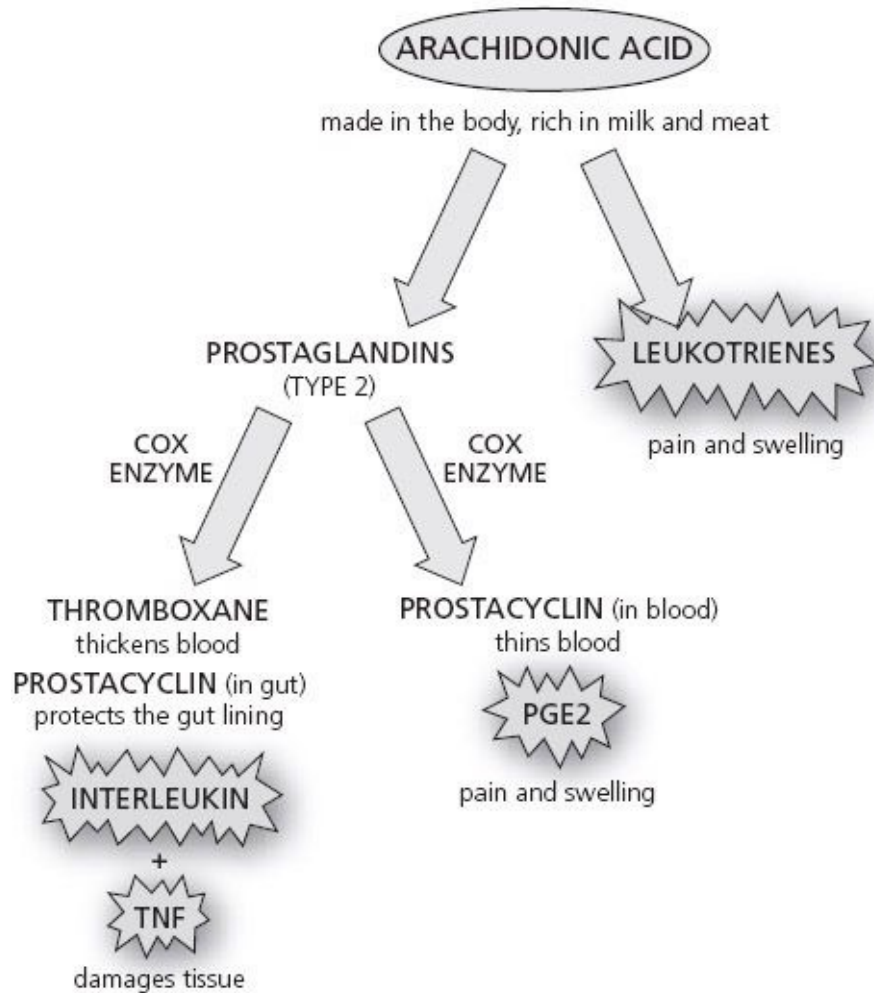 ARACHIDONIC ACID
made in the body, rich in milk and meat
PROSTAGLANDINS
(TYPE 2)
LEUKOTRIENES
pain and swelling
COX
ENZYME
COX
ENZYME
THROMBOXANE
thickens blood
PROSTACYCLIN (in gut)
protects the gut lining
INTERLEUKIN
+
TNF
damages tissue
PROSTACYCLIN (in blood)
thins blood
PGE2
pain and swelling